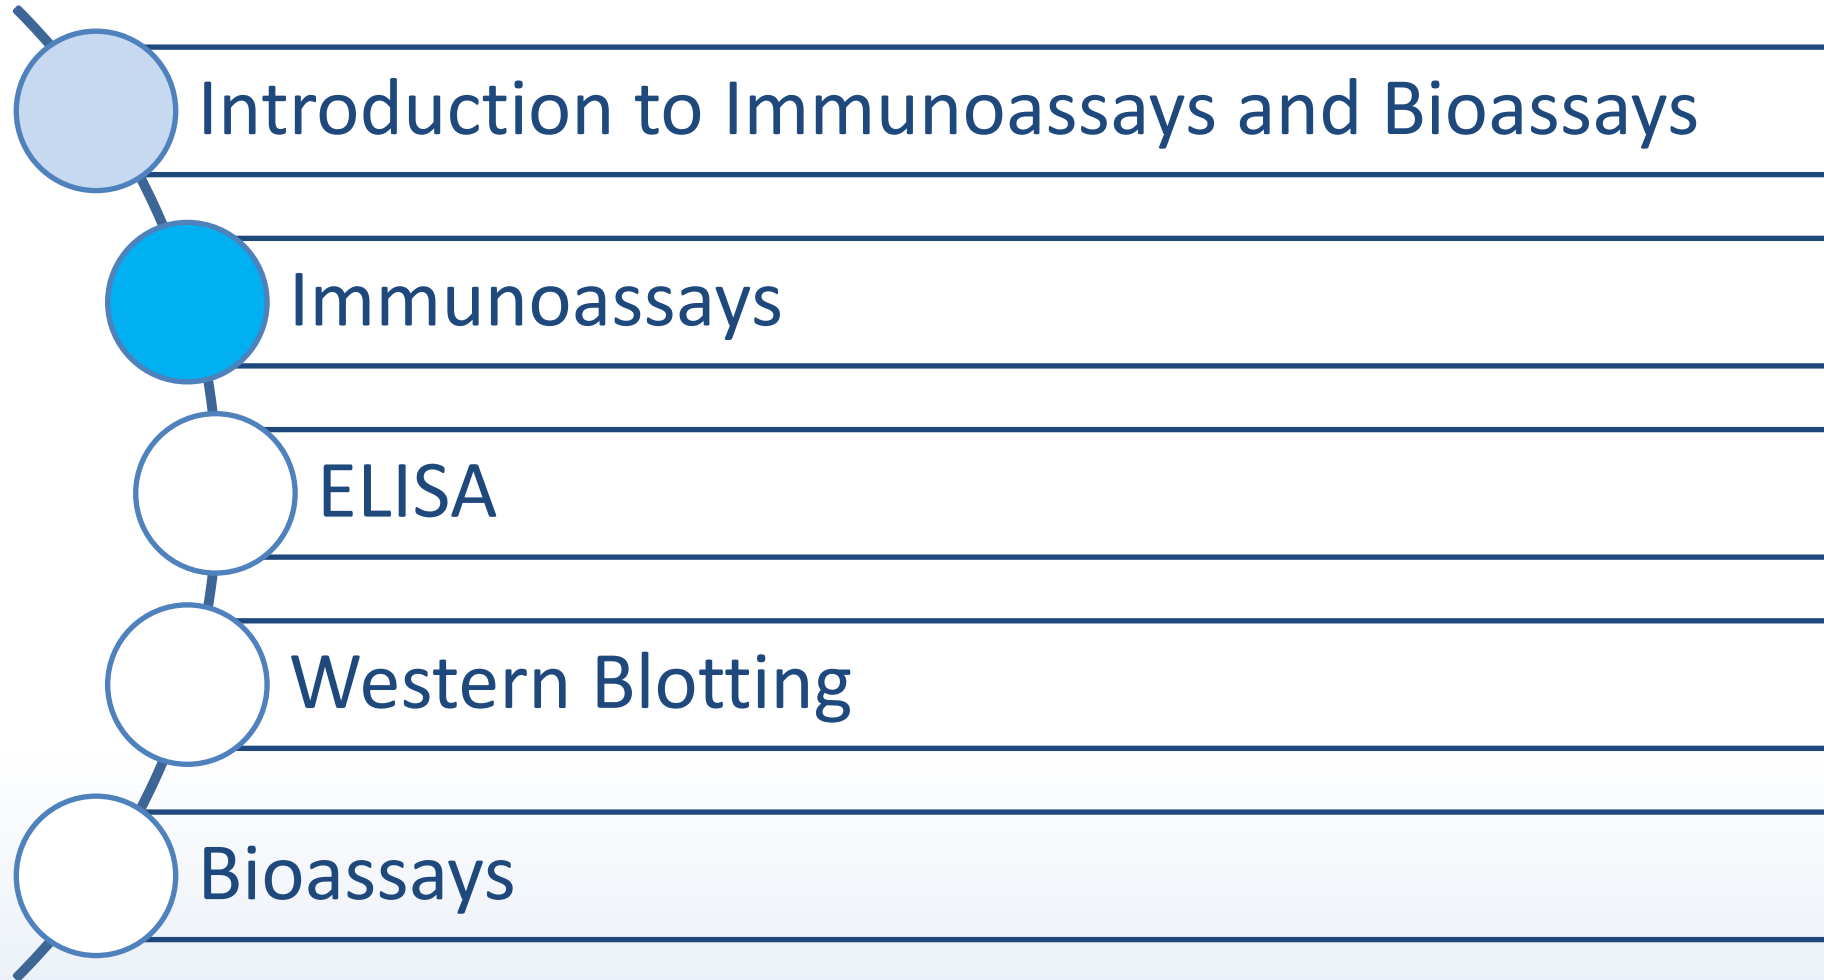 Introduction to Immunoassays and Bioassays
Immunoassays
ELISA
Western Blotting
Bioassays